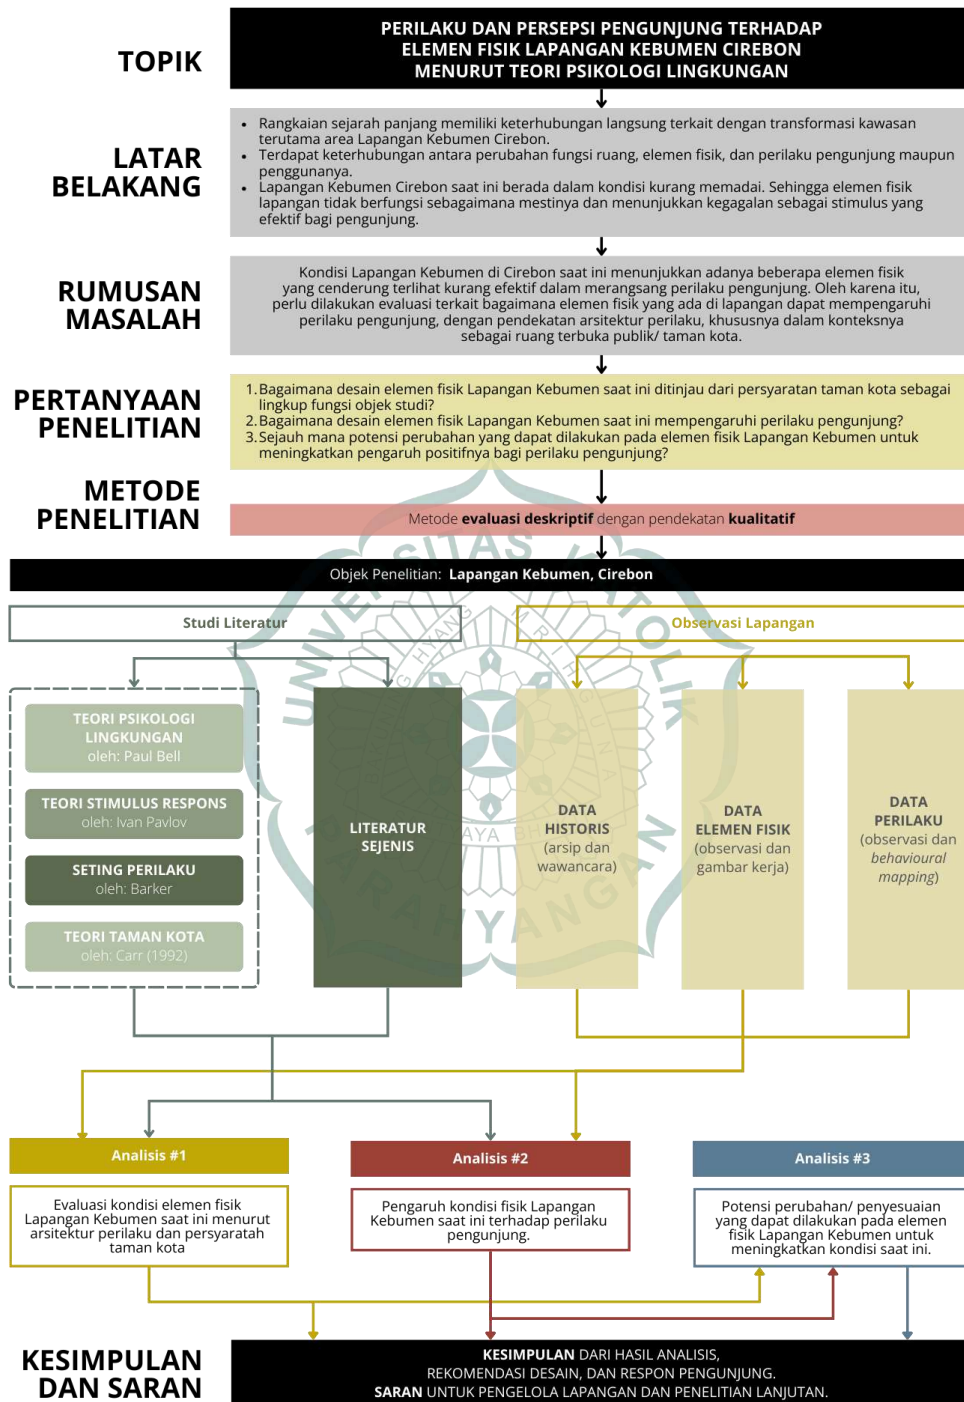 TOPIK
PERILAKU DAN PERSEPSI PENGUNJUNG TERHADAP
ELEMEN FISIK LAPANGAN KEBUMEN CIREBON
MENURUT TEORI PSIKOLOGI LINGKUNGAN
LATAR
BELAKANG
• Rangkaian sejarah panjang memiliki keterhubungan langsung terkait dengan transformasi kawasan
terutama area Lapangan Kebumen Cirebon.
• Terdapat keterhubungan antara perubahan fungsi ruang, elemen fisik, dan perilaku pengunjung maupun
penggunanya.
• Lapangan Kebumen Cirebon saat ini berada dalam kondisi kurang memadai. Sehingga elemen fisik
lapangan tidak berfungsi sebagaimana mestinya dan menunjukkan kegagalan sebagai stimulus yang
efektif bagi pengunjung.
RUMUSAN
MASALAH
Kondisi Lapangan Kebumen di Cirebon saat ini menunjukkan adanya beberapa elemen fisik
yang cenderung terlihat kurang efektif dalam merangsang perilaku pengunjung. Oleh karena itu,
perlu dilakukan evaluasi terkait bagaimana elemen fisik yang ada di lapangan dapat mempengaruhi
perilaku pengunjung, dengan pendekatan arsitektur perilaku, khususnya dalam konteksnya
sebagai ruang terbuka publik/ taman kota.
PERTANYAAN
PENELITIAN
1. Bagaimana desain elemen fisik Lapangan Kebumen saat ini ditinjau dari persyaratan taman kota sebagai
lingkup fungsi objek studi?
2. Bagaimana desain elemen fisik Lapangan Kebumen saat ini mempengaruhi perilaku pengunjung?
3. Sejauh mana potensi perubahan yang dapat dilakukan pada elemen fisik Lapangan Kebumen untuk
meningkatkan pengaruh positifnya bagi perilaku pengunjung?
METODE
PENELITIAN
Metode evaluasi deskriptif dengan pendekatan kualitatif
Objek Penelitian: Lapangan Kebumen, Cirebon
Studi Literatur
Observasi Lapangan
TEORI PSIKOLOGI
LINGKUNGAN
oleh: Paul Bell
TEORI STIMULUS RESPONS
oleh: Ivan Pavlov
SETING PERILAKU
oleh: Barker
TEORI TAMAN KOTA
oleh: Carr (1992)
LITERATUR
SEJENIS
DATA
HISTORIS
(arsip dan
wawancara)
DATA
ELEMEN FISIK
(observasi dan
gambar kerja)
DATA
PERILAKU
(observasi dan
behavioural
mapping)
UNIVERSITAS KATOLIK
PARAHYANGAN
Analisis #1
Evaluasi kondisi elemen fisik
Lapangan Kebumen saat ini menurut
arsitektur perilaku dan persyaratah
taman kota
Analisis #2
Pengaruh kondisi fisik Lapangan
Kebumen saat ini terhadap perilaku
pengunjung.
Analisis #3
Potensi perubahan/ penyesuaian
yang dapat dilakukan pada elemen
fisik Lapangan Kebumen untuk
meningkatkan kondisi saat ini.
KESIMPULAN
DAN SARAN
KESIMPULAN DARI HASIL ANALISIS,
REKOMENDASI DESAIN, DAN RESPON PENGUNJUNG.
SARAN UNTUK PENGELOLA LAPANGAN DAN PENELITIAN LANJUTAN.